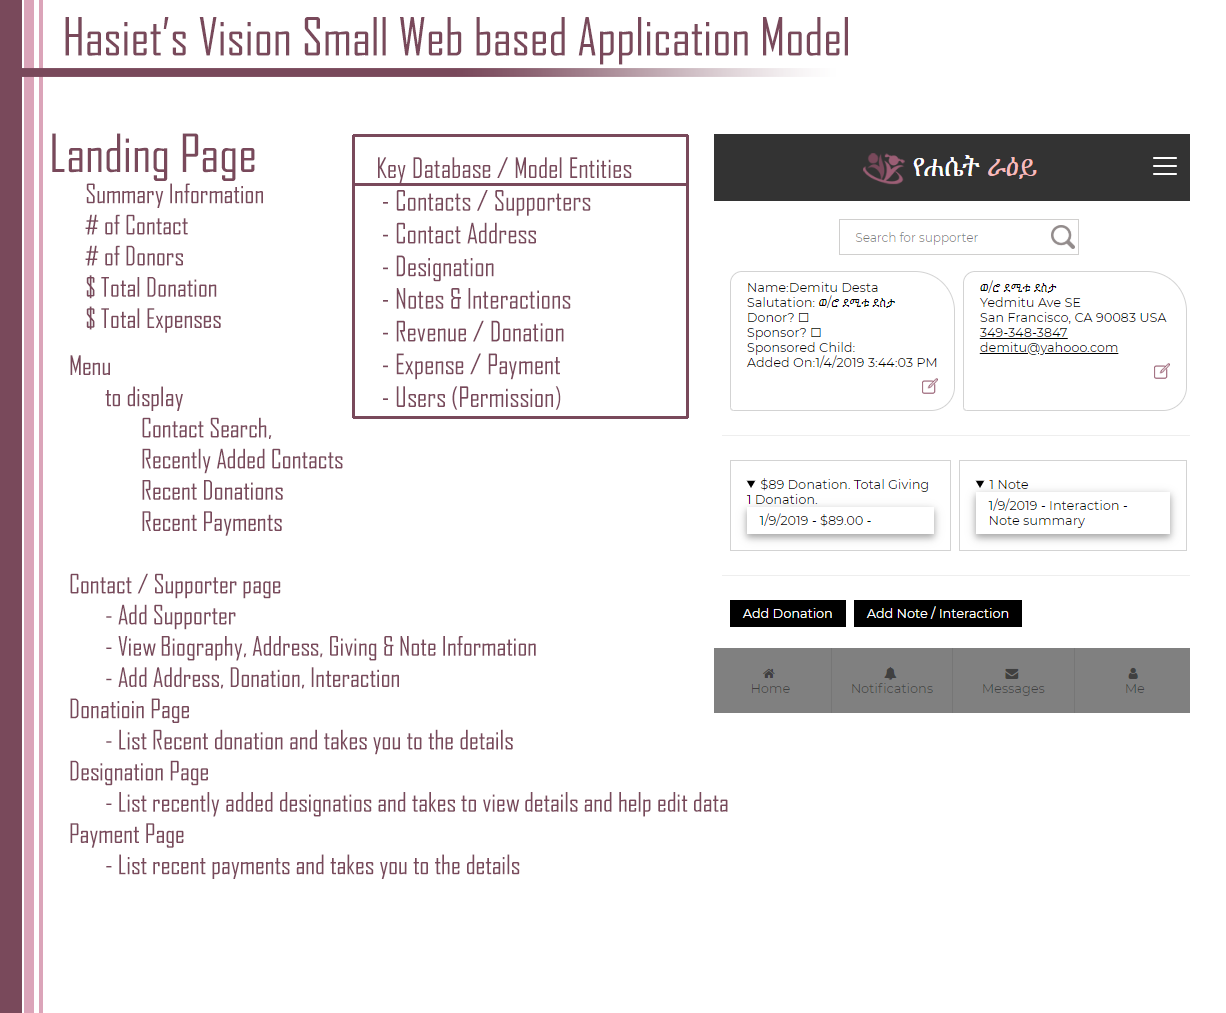 Hasiet's Vision Small Web based Application Model
Landing Page
Summary Information
# of Contact
# of Donors
$ Total Donation
$ Total Expenses
Menu
to display
Contact Search,
Recently Added Contacts
Recent Donations
Recent Payments
Contact / Supporter page
- Add Supporter
- View Biography, Address, Giving & Note Information
- Add Address, Donation, Interaction
Donatioin Page
- List Recent donation and takes you to the details
Designation Page
- List recently added designatios and takes to view details and help edit data
Payment Page
- List recent payments and takes you to the details
Key Database / Model Entities
- Contacts / Supporters
- Contact Address
- Designation
- Notes & Interactions
- Revenue / Donation
- Expense / Payment
- Users (Permission)
የሐሴት ራዕይ
Search for supporter
Name:Demitu Desta
Salutation: ወ/ሮ ደሚቱ ደስታ
Donor? ☐
Sponsor? ☐
Sponsored Child:
Added On:1/4/2019 3:44:03 PM
ወ/ሮ ደሚቱ ደስታ
Yedmitu Ave SE
San Francisco, CA 90083 USA
349-348-3847
demitu@yahooo.com
▼ $89 Donation. Total Giving
1 Donation.
1/9/2019 - $89.00 -
▼ 1 Note
1/9/2019 - Interaction -
Note summary
Add Donation
Add Note / Interaction
Home
Notifications
Messages
Me